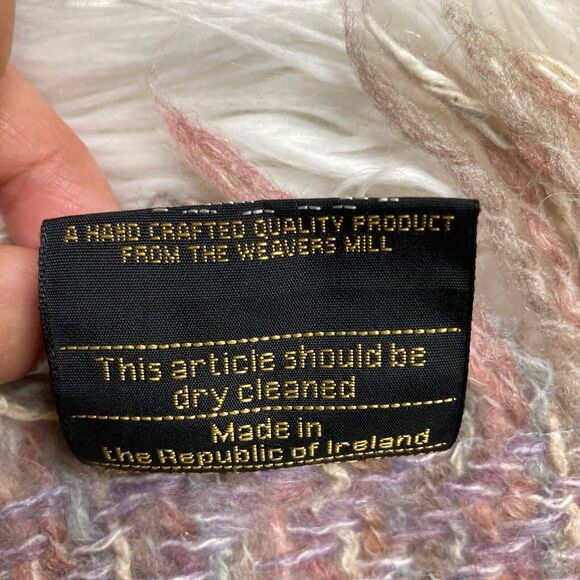 A HAND CRAFTED QUALITY PRODUCT
FROM THE WEAVERS MILL
This article should be
dry cleaned
Made in
the Republic of Ireland